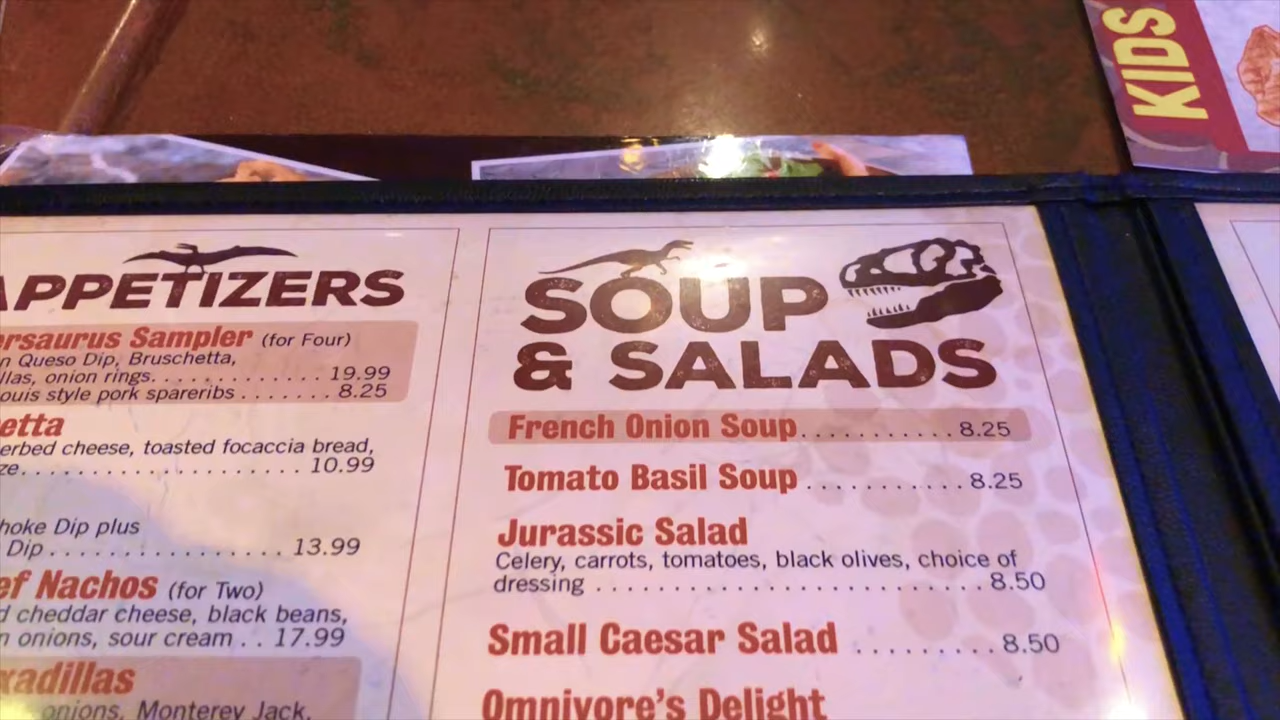 KIDS
APPETIZERS
Sampler (for Four)
Queso Dip, Bruschetta,
onion rings. . . . . . . . . . . . . 19.99
style pork spareribs . . . . . . . 8.25
cheese, toasted focaccia bread,
. . . . . . . . . . . . . . . . . . . . . 10.99
Dip plus
Dip . . . . . . . . . . . . . . . . . 13.99
Nachos (for Two)
cheddar cheese, black beans,
onions, sour cream . . 17.99
onions, Monterey Jack,
SOUP
& SALADS
French Onion Soup. . . . . . . . . . . 8.25
Tomato Basil Soup . . . . . . . . . . . 8.25
Jurassic Salad
Celery, carrots, tomatoes, black olives, choice of
dressing . . . . . . . . . . . . . . . . . . . . . . . . . . 8.50
Small Caesar Salad . . . . . . . . . 8.50
Omnivore's Delight